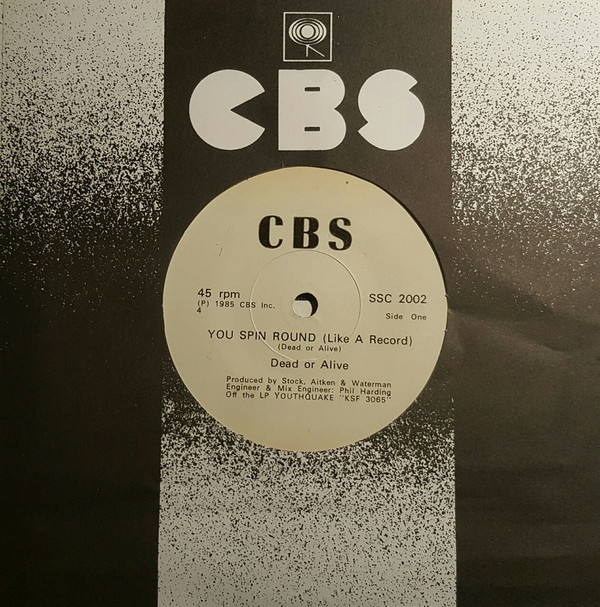 CBS
CBS
45 rpm
SSC 2002
(P) 1985 CBS Inc.
4
Side One
YOU SPIN ROUND (Like A Record)
(Dead or Alive)
Dead or Alive
Produced by Stock, Aitken & Waterman
Engineer & Mix Engineer: Phil Harding
Off the LP YOUTHQUAKE "KSF 3065"